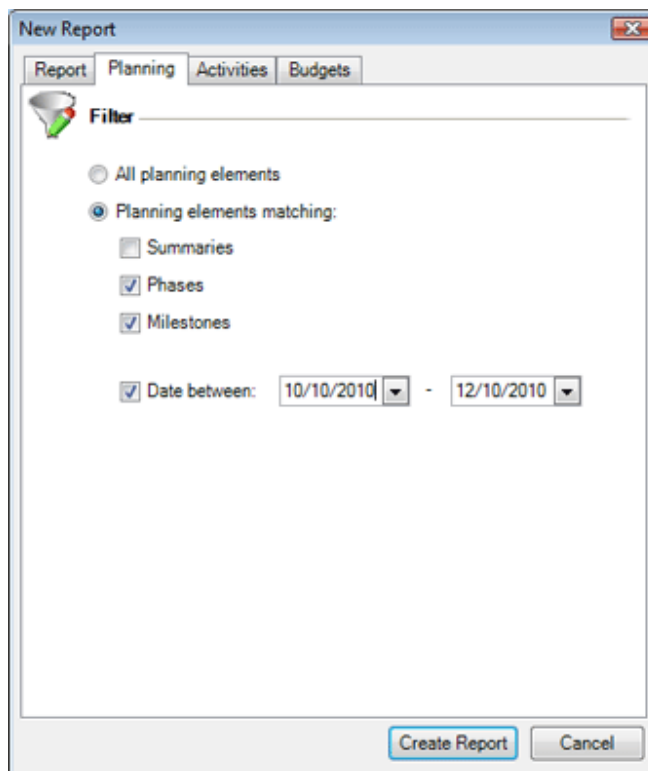 New Report
Report Planning Activities Budgets
Filter
All planning elements
Planning elements matching:
Summaries
Phases
Milestones
Date between: 10/10/2010 - 12/10/2010
Create Report Cancel